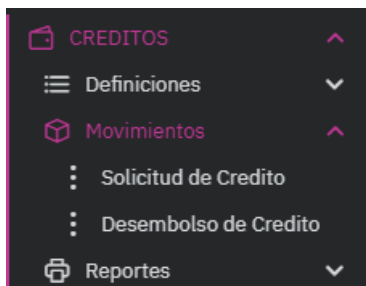 CREDITOS
Definiciones
Movimientos
Solicitud de Credito
Desembolso de Credito
Reportes